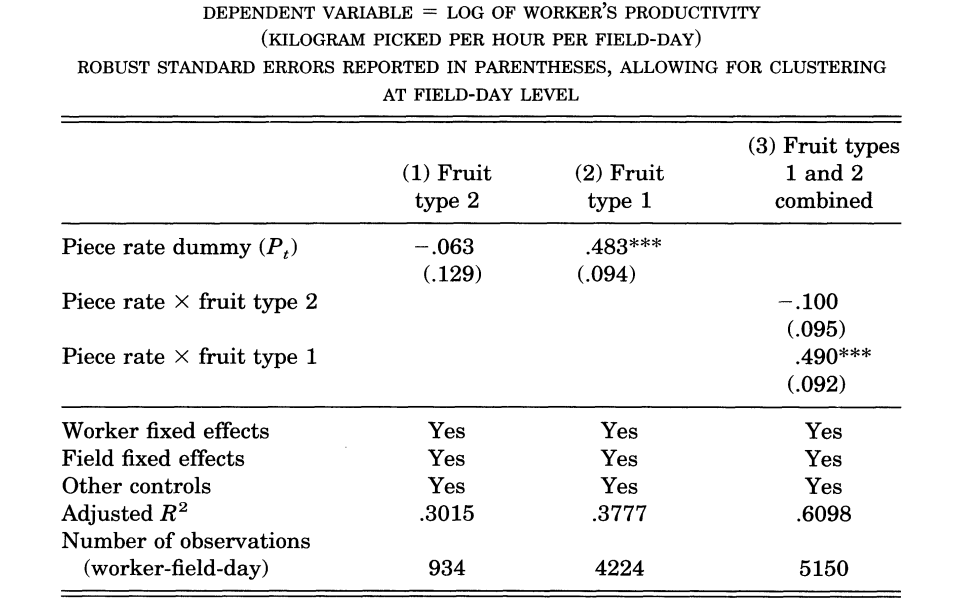 DEPENDENT VARIABLE = LOG OF WORKER'S PRODUCTIVITY
(KILOGRAM PICKED PER HOUR PER FIELD-DAY)
ROBUST STANDARD ERRORS REPORTED IN PARENTHESES, ALLOWING FOR CLUSTERING
AT FIELD-DAY LEVEL
(1) Fruit type 2 (2) Fruit type 1 (3) Fruit types 1 and 2 combined
Piece rate dummy (Pₜ) −.063 .483***
(.129) (.094)
Piece rate × fruit type 2 −.100
(.095)
Piece rate × fruit type 1 .490***
(.092)
Worker fixed effects Yes Yes Yes
Field fixed effects Yes Yes Yes
Other controls Yes Yes Yes
Adjusted R² .3015 .3777 .6098
Number of observations
(worker-field-day) 934 4224 5150